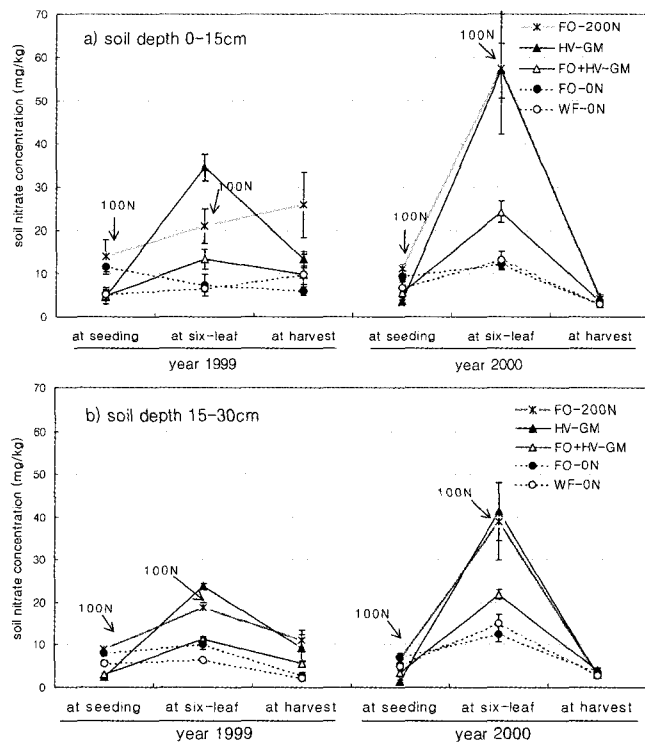 a) soil depth 0-15cm
FO-200N
HV-GM
FO+HV-GM
FO-0N
WF-0N
soil nitrate concentration (mg/kg)
70
60
50
40
30
20
10
0
100N
100N
100N
100N
at seeding
at six-leaf
at harvest
at seeding
at six-leaf
at harvest
year 1999
year 2000
b) soil depth 15-30cm
FO-200N
HV-GM
FO+HV-GM
FO-0N
WF-0N
soil nitrate concentration (mg/kg)
70
60
50
40
30
20
10
0
100N
100N
100N
100N
at seeding
at six-leaf
at harvest
at seeding
at six-leaf
at harvest
year 1999
year 2000